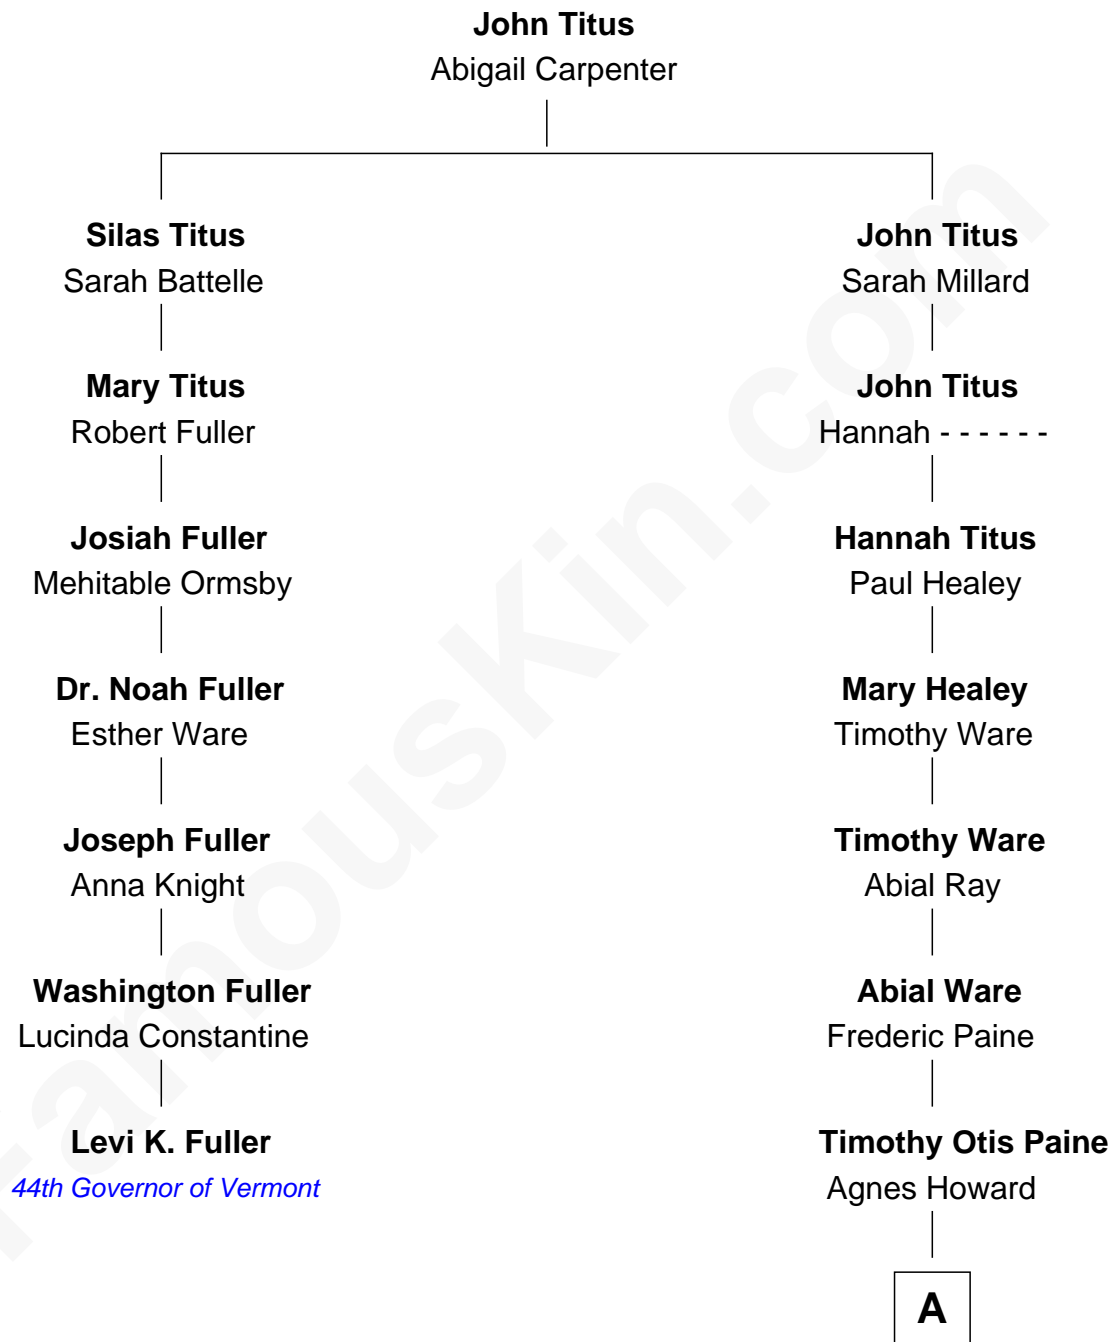 John Titus
Abigail Carpenter
Silas Titus
Sarah Battelle
Mary Titus
Robert Fuller
Josiah Fuller
Mehitable Ormsby
Dr. Noah Fuller
Esther Ware
Joseph Fuller
Anna Knight
Washington Fuller
Lucinda Constantine
Levi K. Fuller
44th Governor of Vermont
John Titus
Sarah Millard
John Titus
Hannah - - - - - -
Hannah Titus
Paul Healey
Mary Healey
Timothy Ware
Timothy Ware
Abial Ray
Abial Ware
Frederic Paine
Timothy Otis Paine
Agnes Howard
A
FamousKin.com